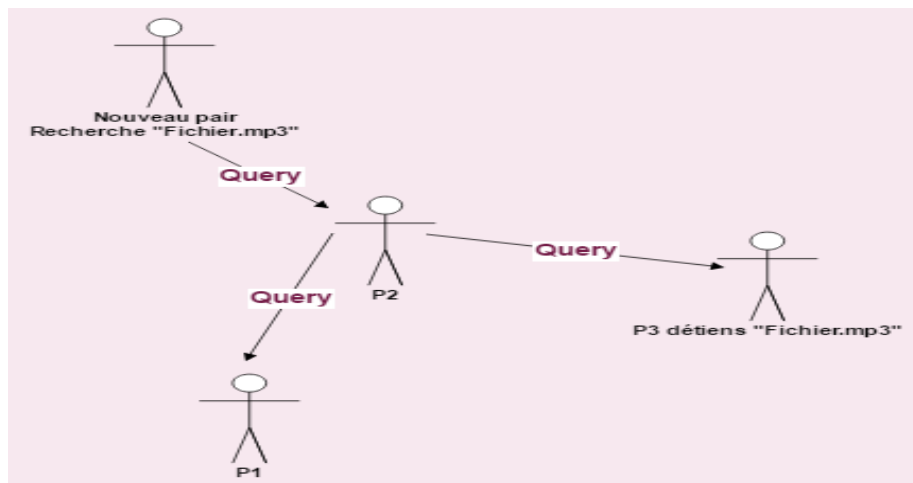 Nouveau pair
Recherche "Fichier.mp3"
Query
P2
Query
Query
P3 détiens "Fichier.mp3"
P1